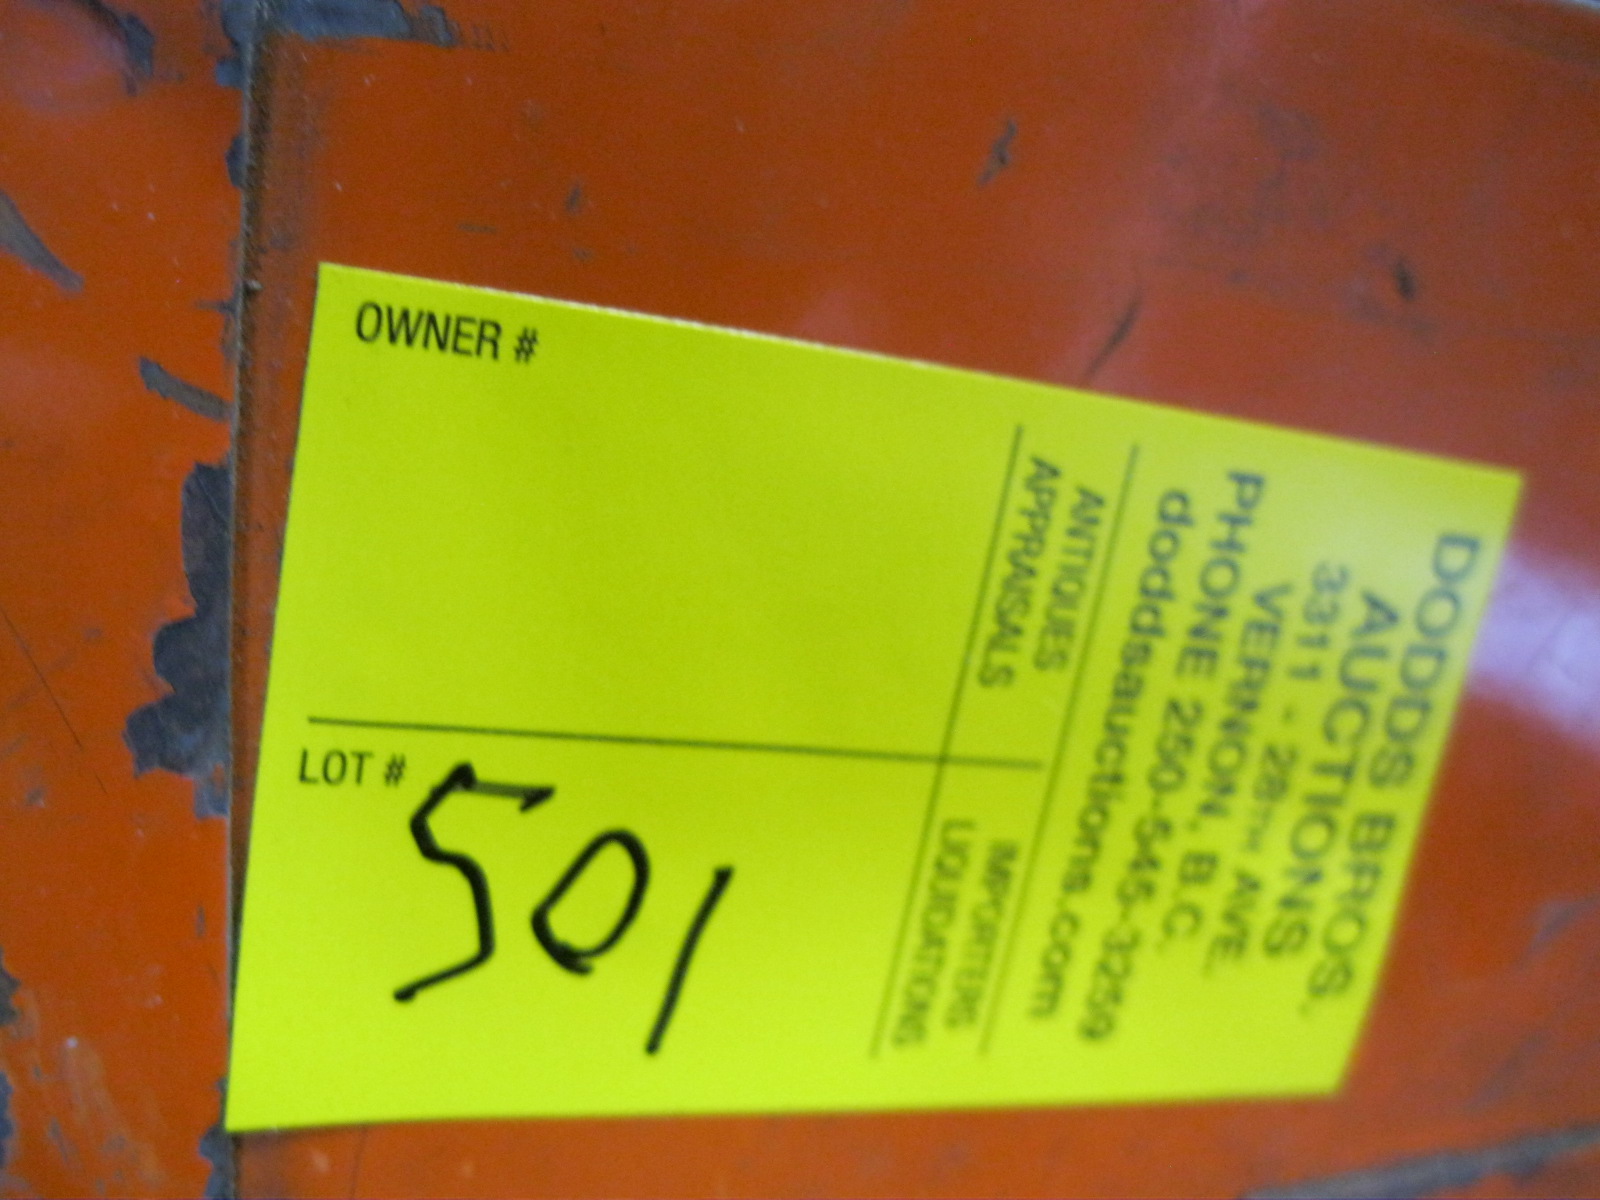 OWNER #
LOT # 501
DODDS BROS.
AUCTIONS
3311 - 28TH AVE.
VERNON, B.C.
PHONE 250-545-3259
doddsauctions.com
ANTIQUES IMPORTERS
APPRAISALS LIQUIDATIONS